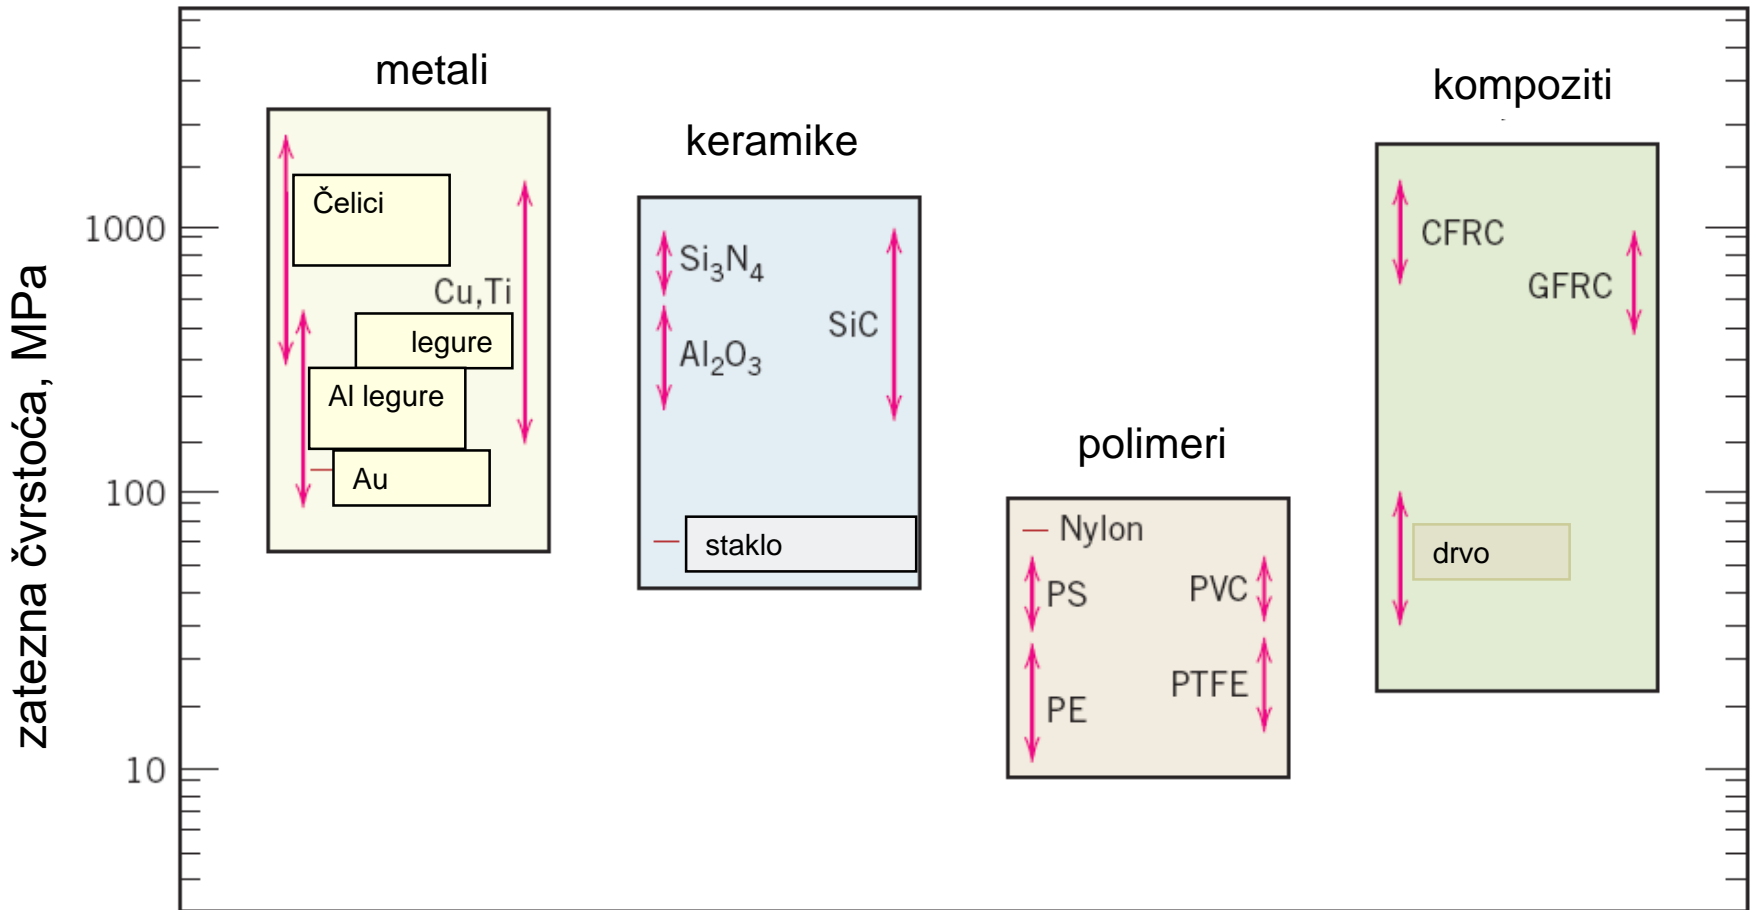 zatezna čvrstoća, MPa
1000
100
10
metali
Čelici
Cu,Ti
legure
Al legure
Au
keramike
Si₃N₄
Al₂O₃
SiC
staklo
polimeri
Nylon
PS
PVC
PE
PTFE
kompoziti
CFRC
GFRC
drvo